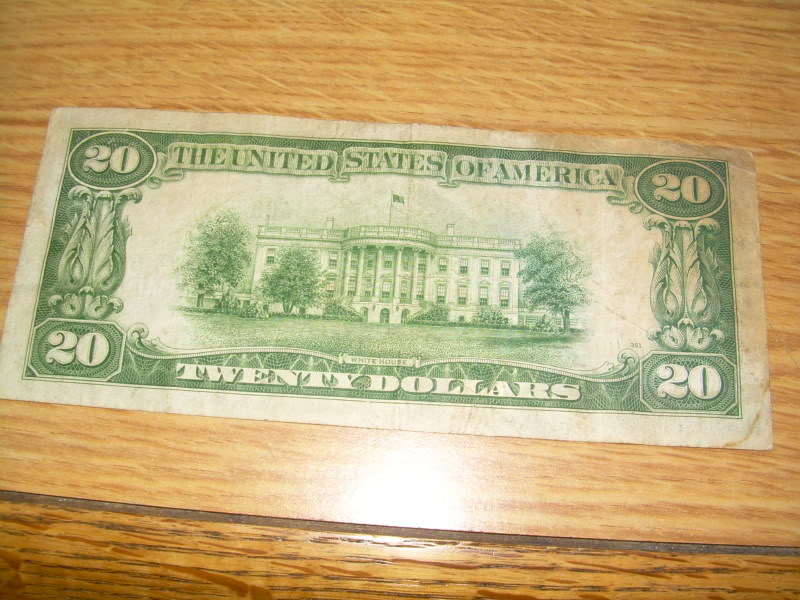 20 THE UNITED STATES OF AMERICA 20
WHITE HOUSE
20 TWENTY DOLLARS 20